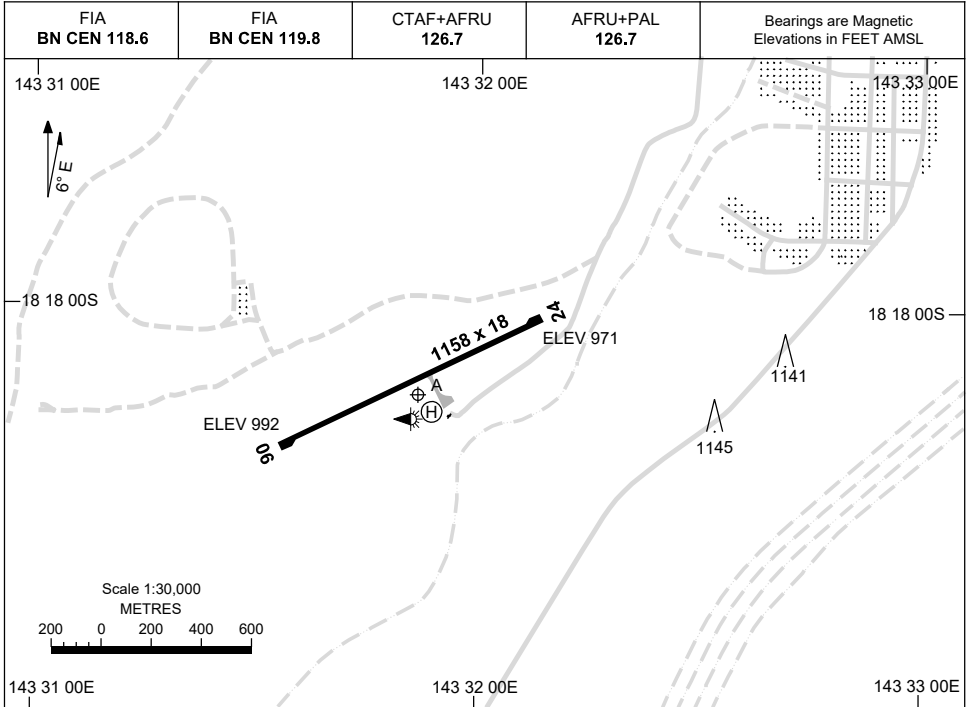 FIA
BN CEN 118.6
FIA
BN CEN 119.8
CTAF+AFRU
126.7
AFRU+PAL
126.7
Bearings are Magnetic
Elevations in FEET AMSL
143 31 00E
143 32 00E
143 33 00E
6° E
18 18 00S
18 18 00S
24
1158 x 18
ELEV 971
1141
A
H
ELEV 992
06
1145
Scale 1:30,000
METRES
200 0 200 400 600
143 31 00E
143 32 00E
143 33 00E